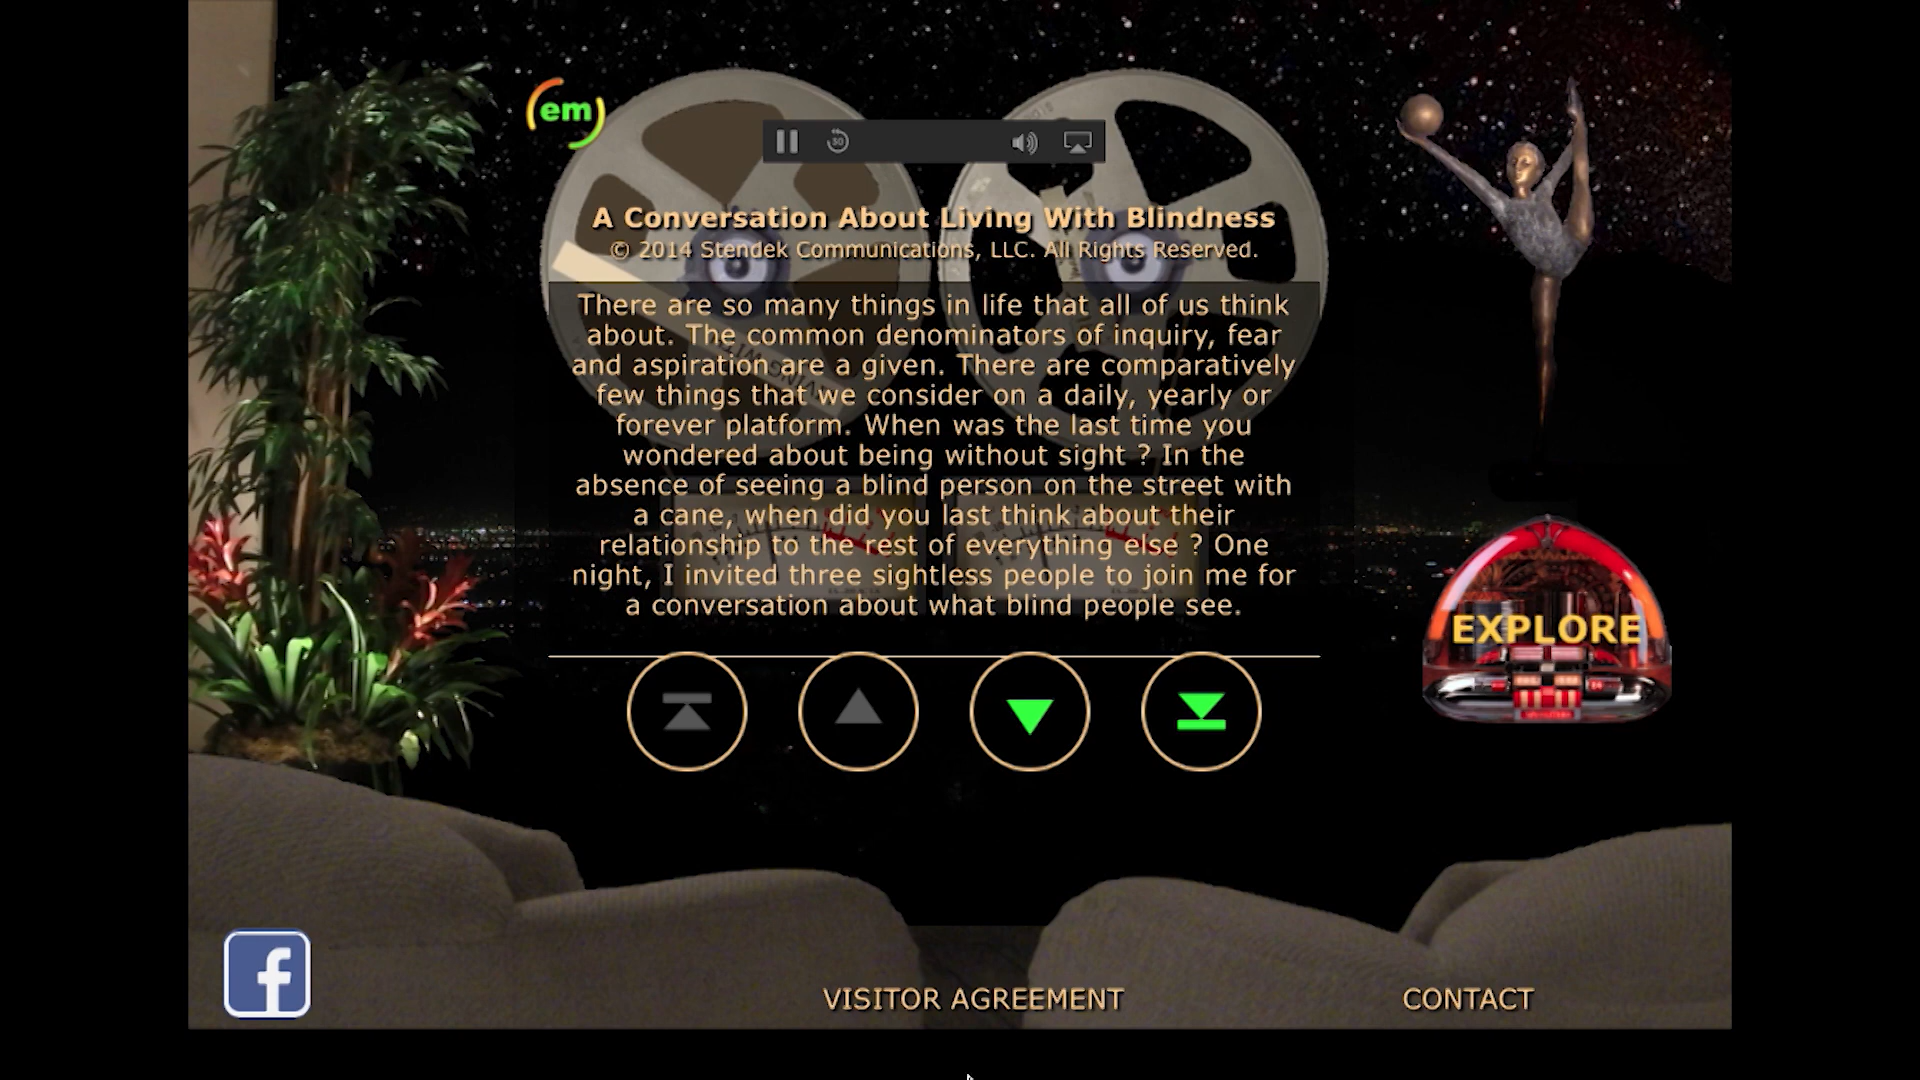 em
30
A Conversation About Living With Blindness
© 2014 Stendek Communications, LLC. All Rights Reserved.
There are so many things in life that all of us think
about. The common denominators of inquiry, fear
and aspiration are a given. There are comparatively
few things that we consider on a daily, yearly or
forever platform. When was the last time you
wondered about being without sight ? In the
absence of seeing a blind person on the street with
a cane, when did you last think about their
relationship to the rest of everything else ? One
night, I invited three sightless people to join me for
a conversation about what blind people see.
EXPLORE
f
VISITOR AGREEMENT
CONTACT